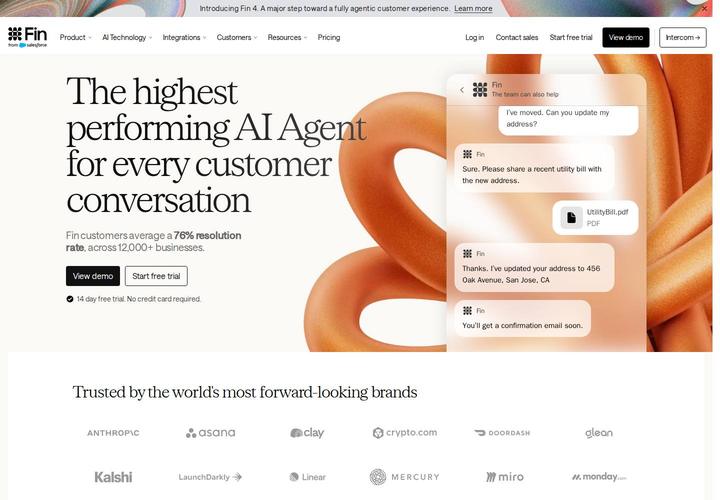 Introducing Fin 4. A major step toward a fully agentic customer experience. Learn more
Fin
from salesforce
Product
AI Technology
Integrations
Customers
Resources
Pricing
Log in
Contact sales
Start free trial
View demo
Intercom →
The highest
performing AI Agent
for every customer
conversation
Fin customers average a 76% resolution
rate, across 12,000+ businesses.
View demo
Start free trial
14 day free trial. No credit card required.
Fin
The team can also help
I've moved. Can you update my
address?
Fin
Sure. Please share a recent utility bill with
the new address.
UtilityBill.pdf
PDF
Fin
Thanks. I've updated your address to 456
Oak Avenue, San Jose, CA
Fin
You'll get a confirmation email soon.
Trusted by the world's most forward-looking brands
ANTHROP\C
asana
clay
crypto.com
DOORDASH
glean
Kalshi
LaunchDarkly
Linear
MERCURY
miro
monday.com